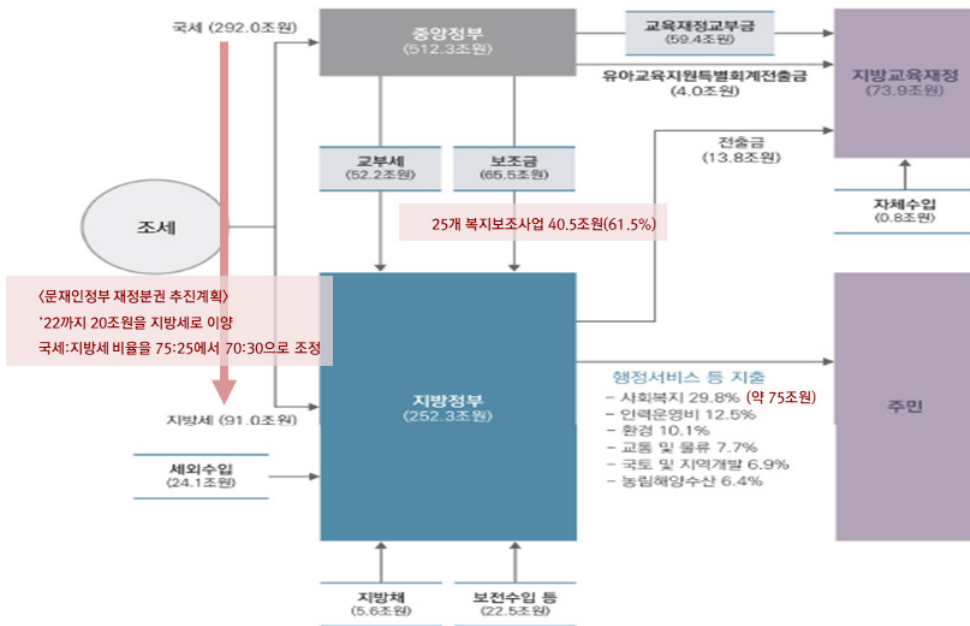 국세 (292.0조원)
중앙정부
(512.3조원)
교육재정교부금
(59.4조원)
유아교육지원특별회계전출금
(4.0조원)
지방교육재정
(73.9조원)
교부세
(52.2조원)
보조금
(65.5조원)
전출금
(13.8조원)
자체수입
(0.8조원)
조세
25개 복지보조사업 40.5조원(61.5%)
〈문재인정부 재정분권 추진계획〉
'22까지 20조원을 지방세로 이양
국세:지방세 비율을 75:25에서 70:30으로 조정
지방세 (91.0조원)
세외수입
(24.1조원)
지방정부
(252.3조원)
행정서비스 등 지출
- 사회복지 29.8% (약 75조원)
- 인력운영비 12.5%
- 환경 10.1%
- 교통 및 물류 7.7%
- 국토 및 지역개발 6.9%
- 농림해양수산 6.4%
주민
지방채
(5.6조원)
보전수입 등
(22.5조원)